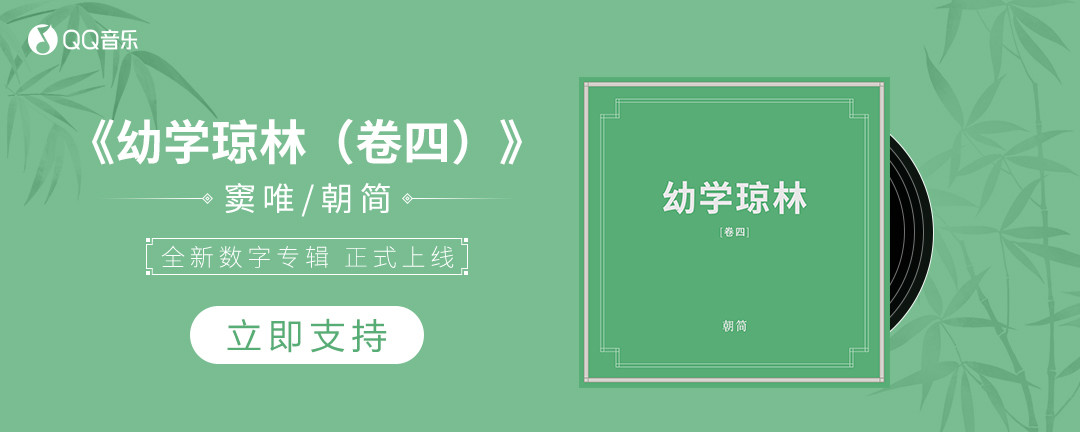 QQ音乐
《幼学琼林（卷四）》
窦唯/朝简
全新数字专辑 正式上线
立即支持
幼学琼林
[卷四]
朝简